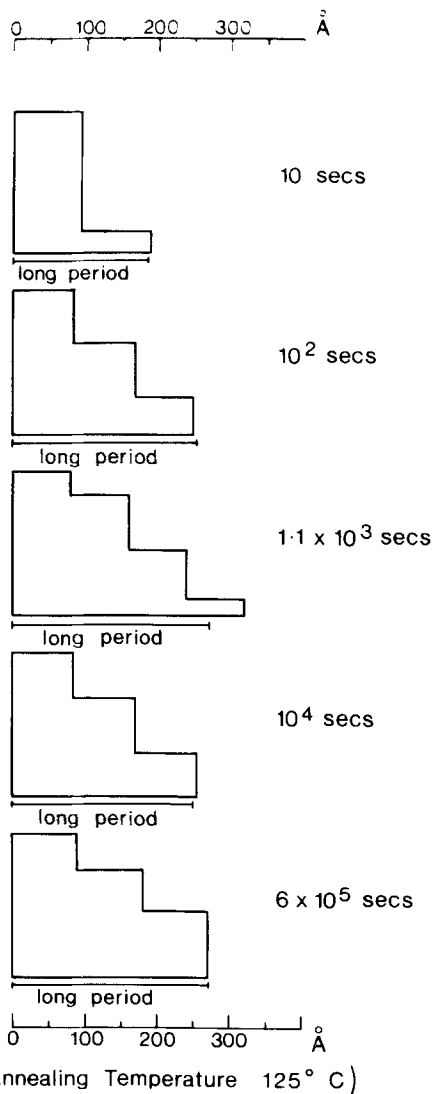 0 100 200 300 Å
10 secs
long period
10² secs
long period
1·1 x 10³ secs
long period
10⁴ secs
long period
6 x 10⁵ secs
long period
0 100 200 300 Å
nnealing Temperature 125° C)